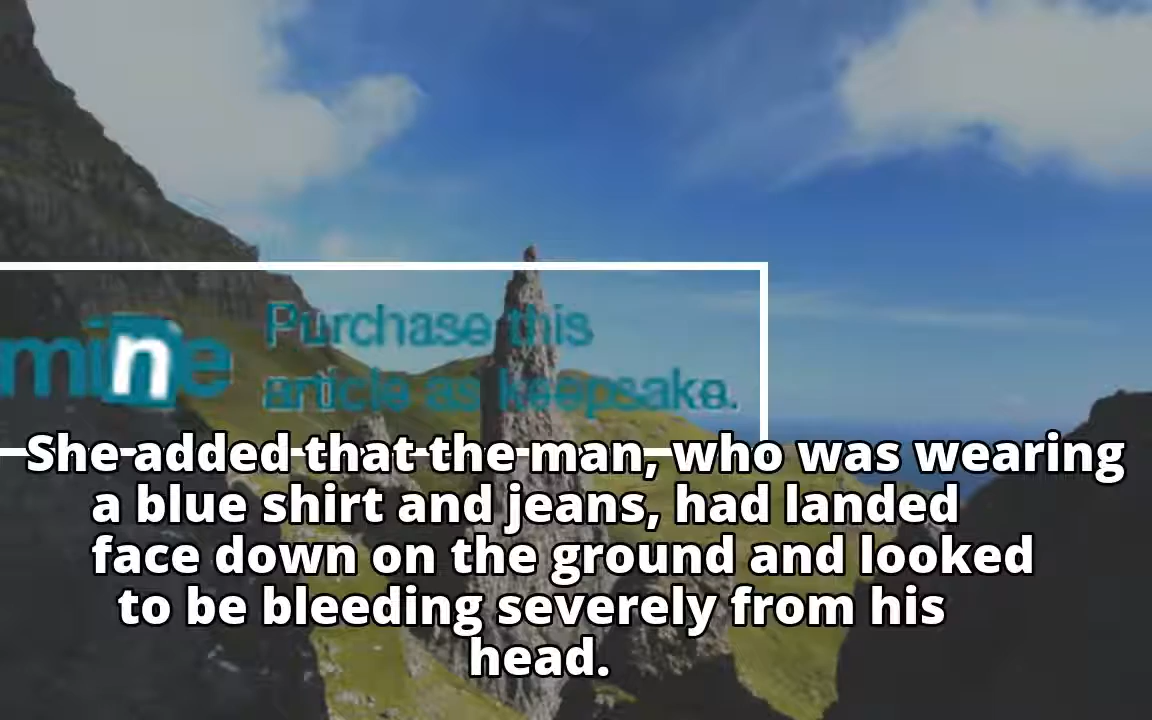 mine
Purchase this
article as keepsake.
She added that the man, who was wearing
a blue shirt and jeans, had landed
face down on the ground and looked
to be bleeding severely from his
head.